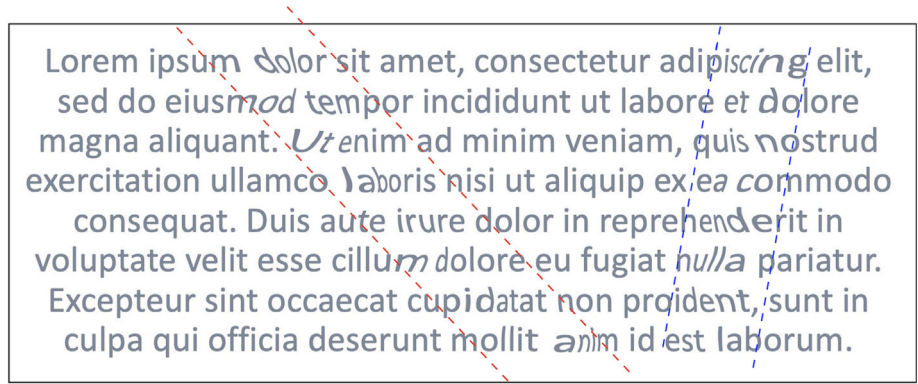 Lorem ipsum dolor sit amet, consectetur adipiscing elit,
sed do eiusmod tempor incididunt ut labore et dolore
magna aliquant. Ut enim ad minim veniam, quis nostrud
exercitation ullamco laboris nisi ut aliquip ex ea commodo
consequat. Duis aute irure dolor in reprehenderit in
voluptate velit esse cillum dolore eu fugiat nulla pariatur.
Excepteur sint occaecat cupidatat non proident, sunt in
culpa qui officia deserunt mollit anim id est laborum.